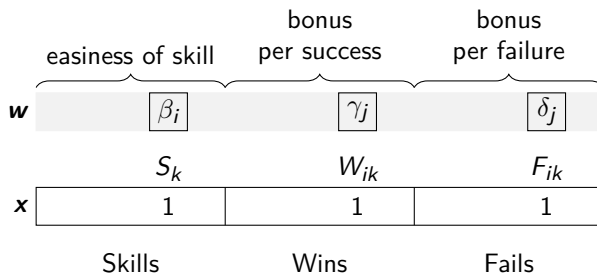 easiness of skill
bonus
per success
bonus
per failure
w
β_i γ_j δ_j
S_k W_ik F_ik
x 1 1 1
Skills Wins Fails